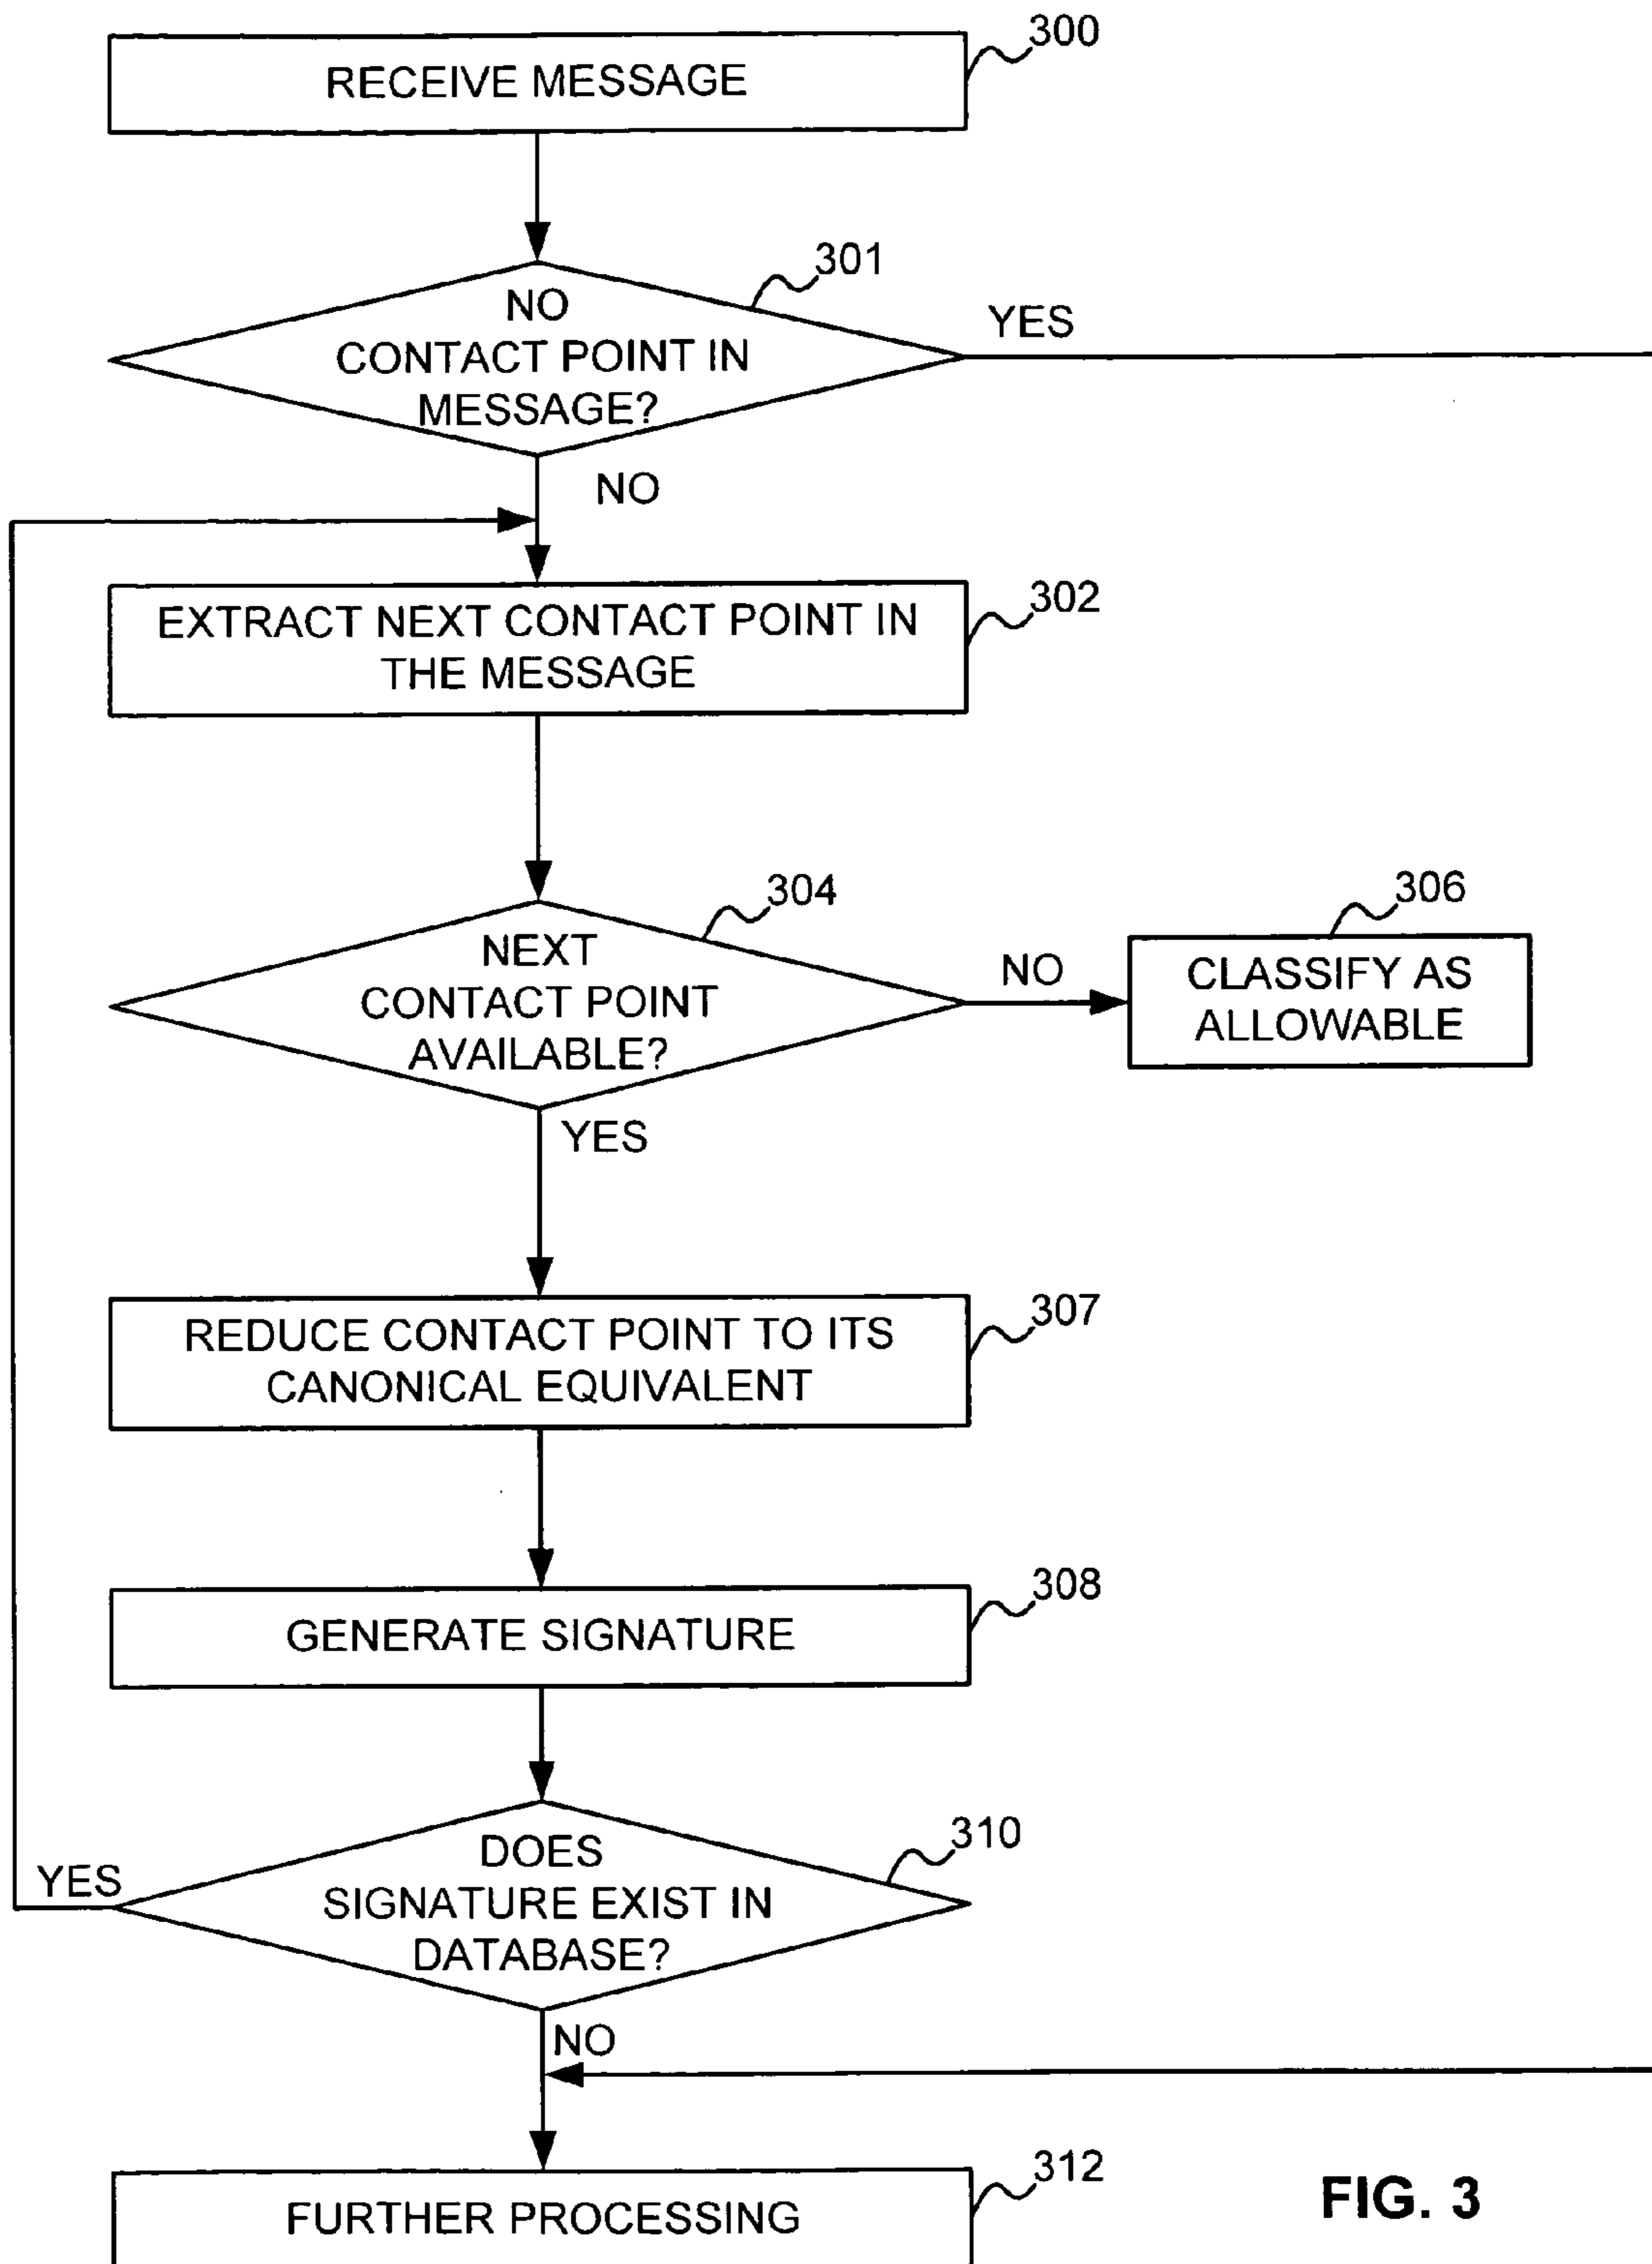 300
RECEIVE MESSAGE
301
NO
CONTACT POINT IN
MESSAGE?
YES
NO
302
EXTRACT NEXT CONTACT POINT IN
THE MESSAGE
304
NEXT
CONTACT POINT
AVAILABLE?
NO
306
CLASSIFY AS
ALLOWABLE
YES
307
REDUCE CONTACT POINT TO ITS
CANONICAL EQUIVALENT
308
GENERATE SIGNATURE
310
DOES
SIGNATURE EXIST IN
DATABASE?
YES
NO
312
FURTHER PROCESSING
FIG. 3